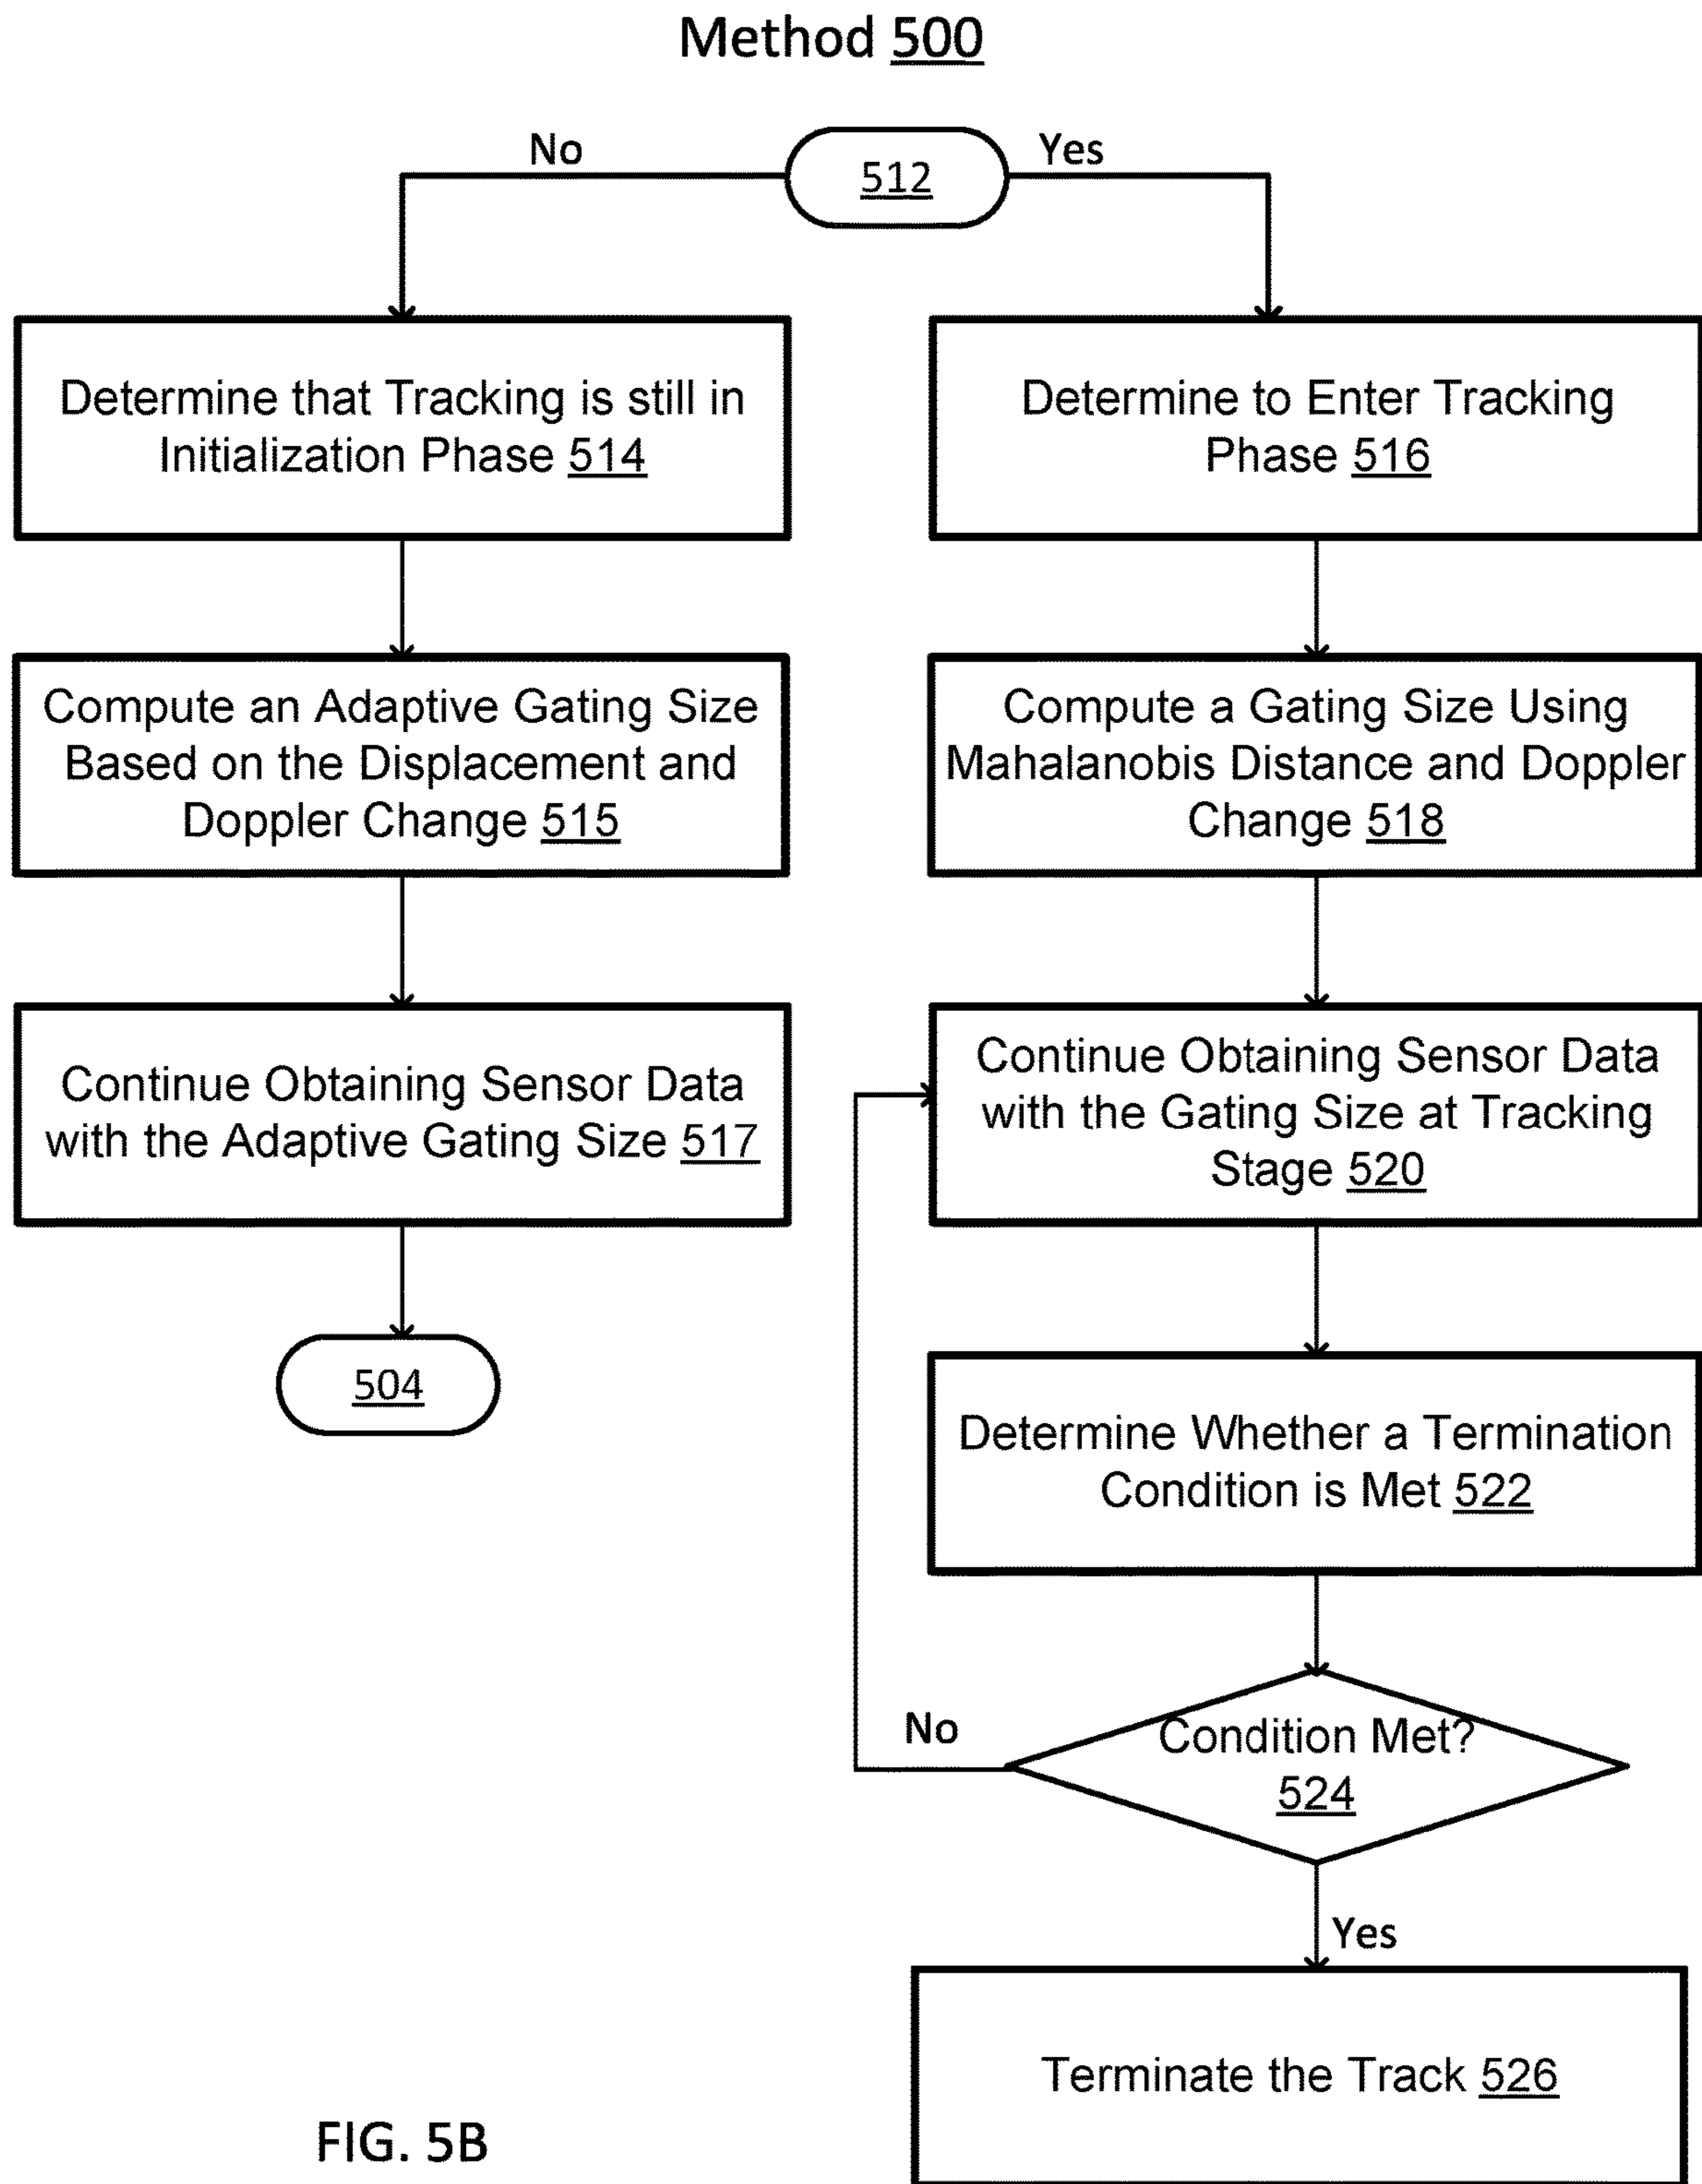 Method 500
No
512
Yes
Determine that Tracking is still in
Initialization Phase 514
Determine to Enter Tracking
Phase 516
Compute an Adaptive Gating Size
Based on the Displacement and
Doppler Change 515
Compute a Gating Size Using
Mahalanobis Distance and Doppler
Change 518
Continue Obtaining Sensor Data
with the Adaptive Gating Size 517
Continue Obtaining Sensor Data
with the Gating Size at Tracking
Stage 520
504
Determine Whether a Termination
Condition is Met 522
No
Condition Met?
524
Yes
Terminate the Track 526
FIG. 5B